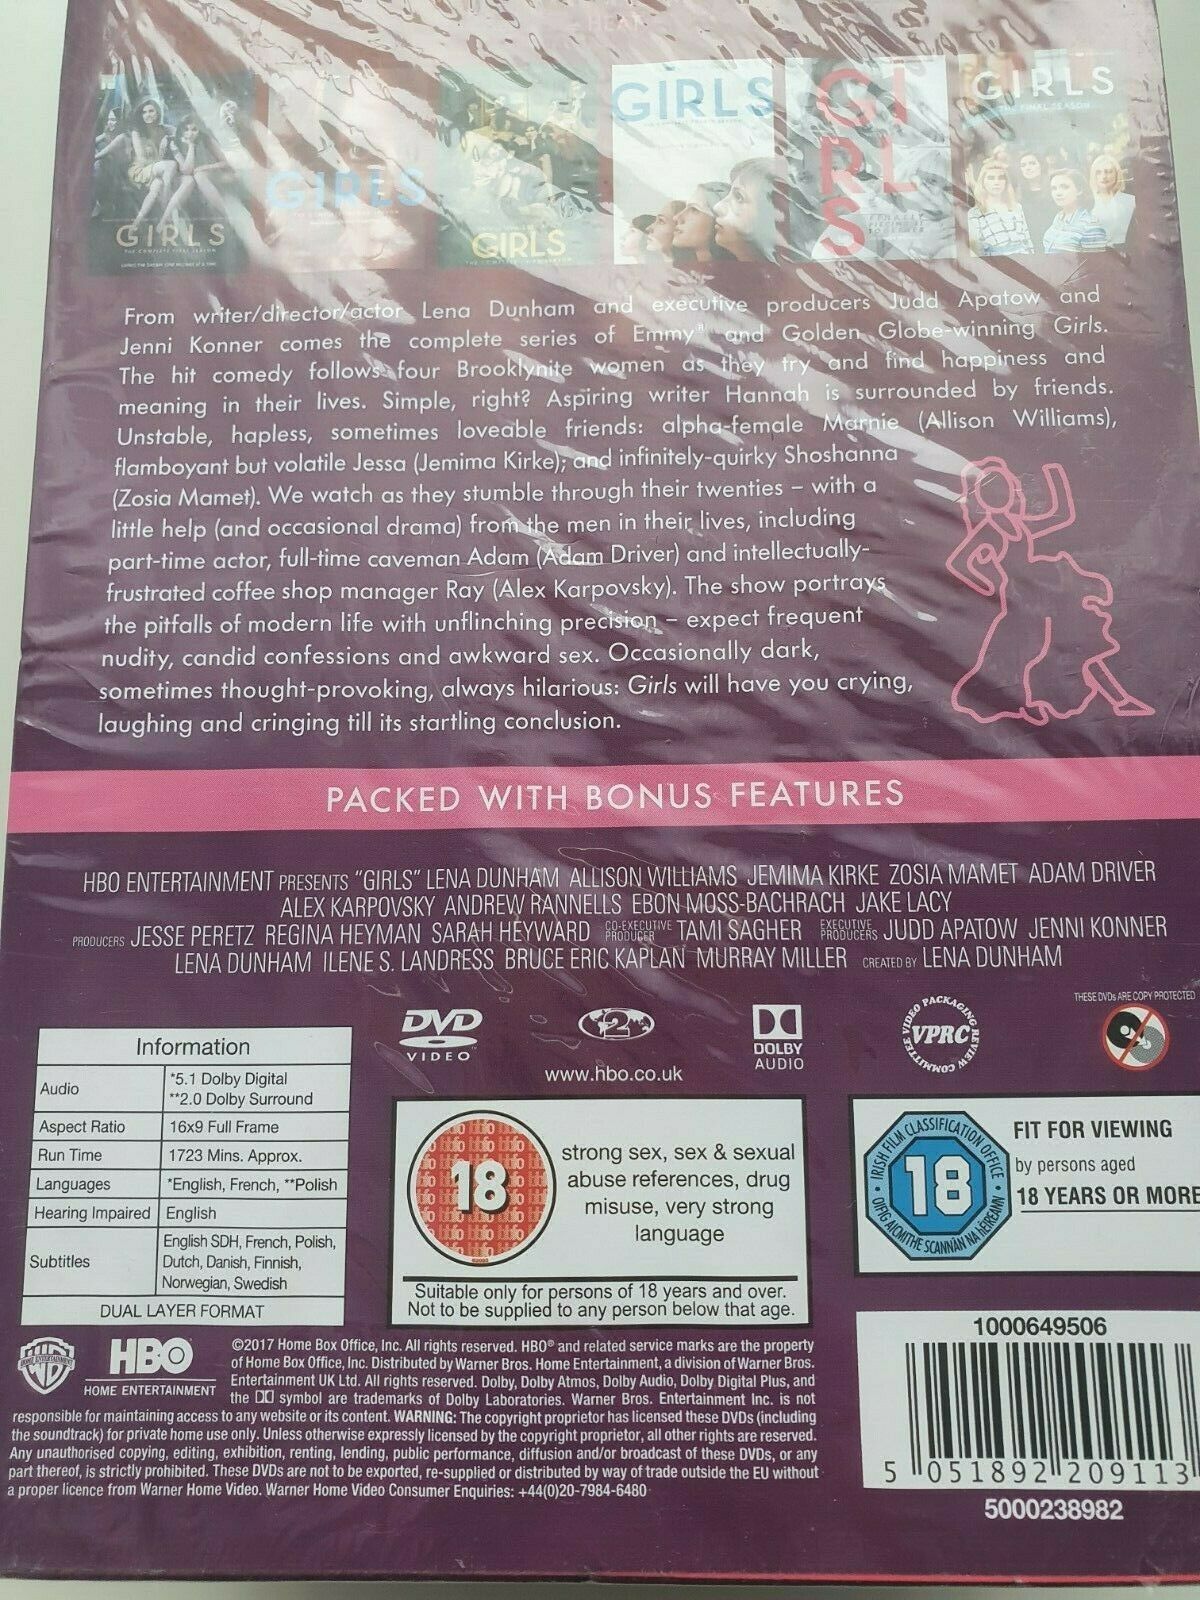 HEAT
GIRLS
THE COMPLETE FIRST SEASON
GIRLS
GIRLS
GIRLS
GIRLS
FINALLY
GIRLS
THE FINAL SEASON
From writer/director/actor Lena Dunham and executive producers Judd Apatow and
Jenni Konner comes the complete series of Emmy® and Golden Globe-winning Girls.
The hit comedy follows four Brooklynite women as they try and find happiness and
meaning in their lives. Simple, right? Aspiring writer Hannah is surrounded by friends.
Unstable, hapless, sometimes loveable friends: alpha-female Marnie (Allison Williams),
flamboyant but volatile Jessa (Jemima Kirke); and infinitely-quirky Shoshanna
(Zosia Mamet). We watch as they stumble through their twenties – with a
little help (and occasional drama) from the men in their lives, including
part-time actor, full-time caveman Adam (Adam Driver) and intellectually-
frustrated coffee shop manager Ray (Alex Karpovsky). The show portrays
the pitfalls of modern life with unflinching precision – expect frequent
nudity, candid confessions and awkward sex. Occasionally dark,
sometimes thought-provoking, always hilarious: Girls will have you crying,
laughing and cringing till its startling conclusion.
PACKED WITH BONUS FEATURES
HBO ENTERTAINMENT PRESENTS "GIRLS" LENA DUNHAM ALLISON WILLIAMS JEMIMA KIRKE ZOSIA MAMET ADAM DRIVER
ALEX KARPOVSKY ANDREW RANNELLS EBON MOSS-BACHRACH JAKE LACY
PRODUCERS JESSE PERETZ REGINA HEYMAN SARAH HEYWARD CO-EXECUTIVE PRODUCER TAMI SAGHER EXECUTIVE PRODUCERS JUDD APATOW JENNI KONNER
LENA DUNHAM ILENE S. LANDRESS BRUCE ERIC KAPLAN MURRAY MILLER CREATED BY LENA DUNHAM
THESE DVDs ARE COPY PROTECTED
DVD
VIDEO
2
www.hbo.co.uk
DOLBY
AUDIO
VIDEO PACKAGING REVIEW COMMITTEE
VPRC
Information
Audio *5.1 Dolby Digital
**2.0 Dolby Surround
Aspect Ratio 16x9 Full Frame
Run Time 1723 Mins. Approx.
Languages *English, French, **Polish
Hearing Impaired English
Subtitles English SDH, French, Polish,
Dutch, Danish, Finnish,
Norwegian, Swedish
DUAL LAYER FORMAT
18
strong sex, sex & sexual
abuse references, drug
misuse, very strong
language
Suitable only for persons of 18 years and over.
Not to be supplied to any person below that age.
IRISH FILM CLASSIFICATION OFFICE
18
OIFIG AICMITHE SCANNÁN NA hÉIREANN
FIT FOR VIEWING
by persons aged
18 YEARS OR MORE
WB
HBO
HOME ENTERTAINMENT
©2017 Home Box Office, Inc. All rights reserved. HBO® and related service marks are the property
of Home Box Office, Inc. Distributed by Warner Bros. Home Entertainment, a division of Warner Bros.
Entertainment UK Ltd. All rights reserved. Dolby, Dolby Atmos, Dolby Audio, Dolby Digital Plus, and
the symbol are trademarks of Dolby Laboratories. Warner Bros. Entertainment Inc. is not
responsible for maintaining access to any website or its content. WARNING: The copyright proprietor has licensed these DVDs (including
the soundtrack) for private home use only. Unless otherwise expressly licensed by the copyright proprietor, all other rights are reserved.
Any unauthorised copying, editing, exhibition, renting, lending, public performance, diffusion and/or broadcast of these DVDs, or any
part thereof, is strictly prohibited. These DVDs are not to be exported, re-supplied or distributed by way of trade outside the EU without
a proper licence from Warner Home Video. Warner Home Video Consumer Enquiries: +44(0)20-7984-6480
1000649506
5 051892 209113
5000238982